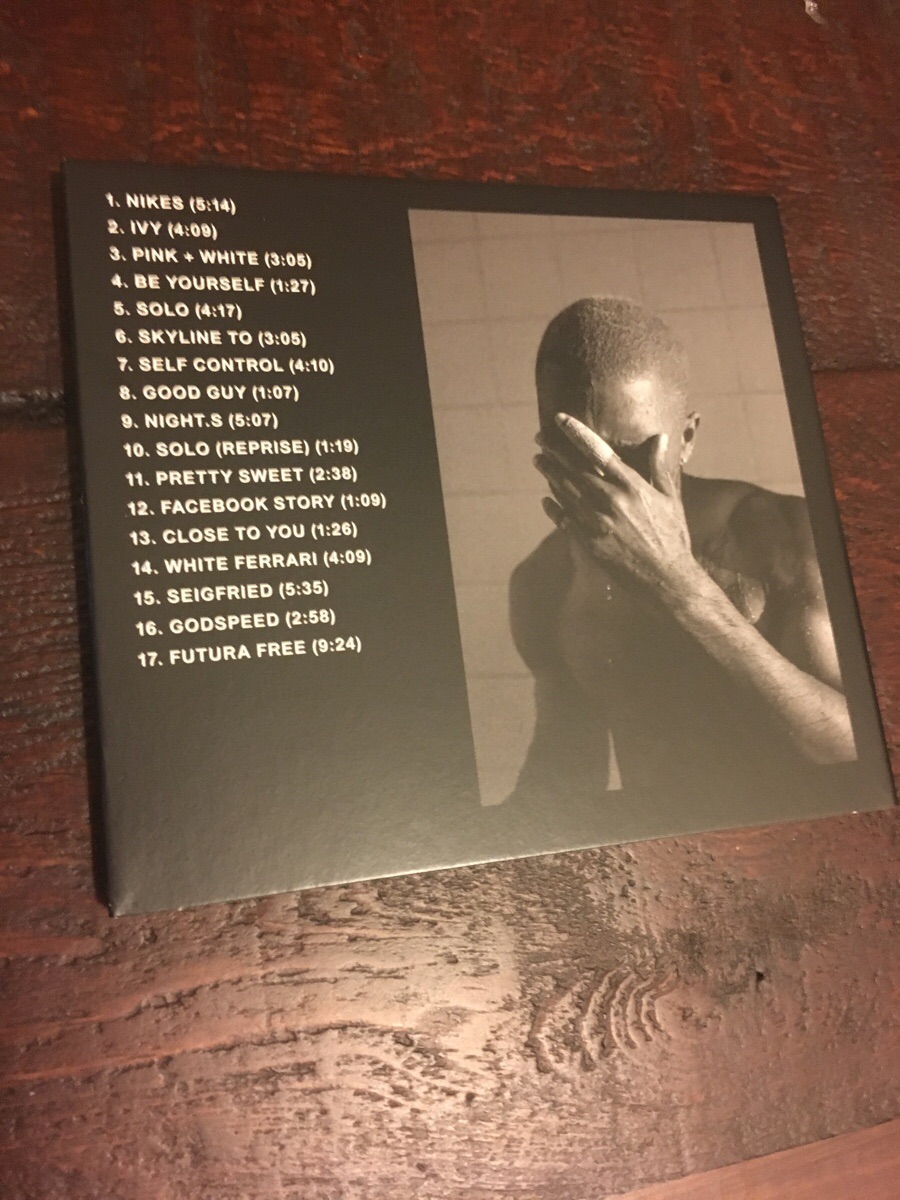 1. NIKES (5:14)
2. IVY (4:09)
3. PINK + WHITE (3:05)
4. BE YOURSELF (1:27)
5. SOLO (4:17)
6. SKYLINE TO (3:05)
7. SELF CONTROL (4:10)
8. GOOD GUY (1:07)
9. NIGHT.S (5:07)
10. SOLO (REPRISE) (1:19)
11. PRETTY SWEET (2:38)
12. FACEBOOK STORY (1:09)
13. CLOSE TO YOU (1:26)
14. WHITE FERRARI (4:09)
15. SEIGFRIED (5:35)
16. GODSPEED (2:58)
17. FUTURA FREE (9:24)